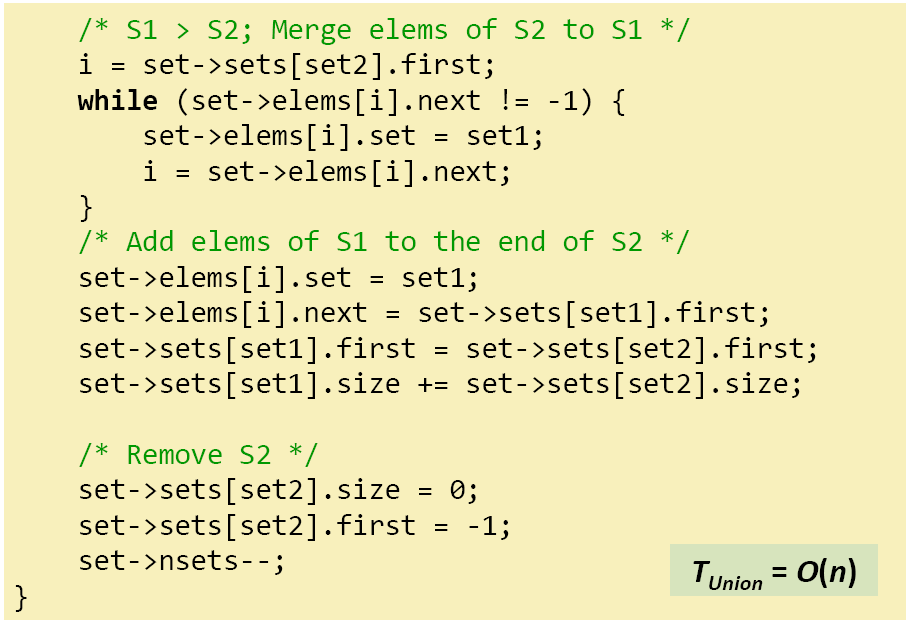 /* S1 > S2; Merge elems of S2 to S1 */
i = set->sets[set2].first;
while (set->elems[i].next != -1) {
set->elems[i].set = set1;
i = set->elems[i].next;
}
/* Add elems of S1 to the end of S2 */
set->elems[i].set = set1;
set->elems[i].next = set->sets[set1].first;
set->sets[set1].first = set->sets[set2].first;
set->sets[set1].size += set->sets[set2].size;
/* Remove S2 */
set->sets[set2].size = 0;
set->sets[set2].first = -1;
set->nsets--;
}
TUnion = O(n)